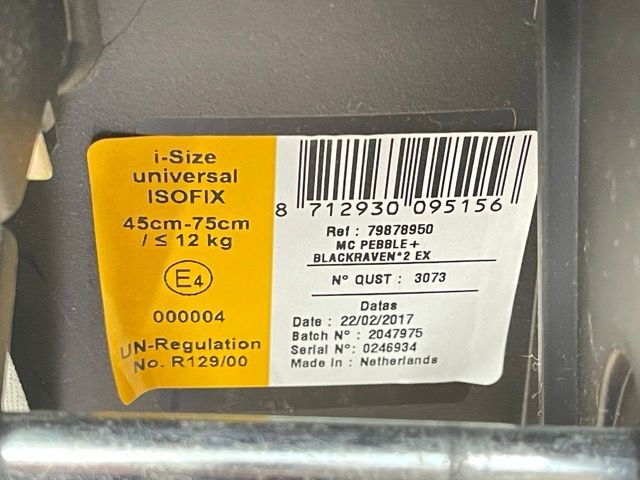 i-Size
universal
ISOFIX
45cm-75cm
/ ≤ 12 kg
E4
000004
UN-Regulation
No. R129/00
8 712930 095156
Ref : 79878950
MC PEBBLE+
BLACKRAVEN*2 EX
N° QUST : 3073
Datas
Date : 22/02/2017
Batch N° : 2047975
Serial N°: 0246934
Made In : Netherlands